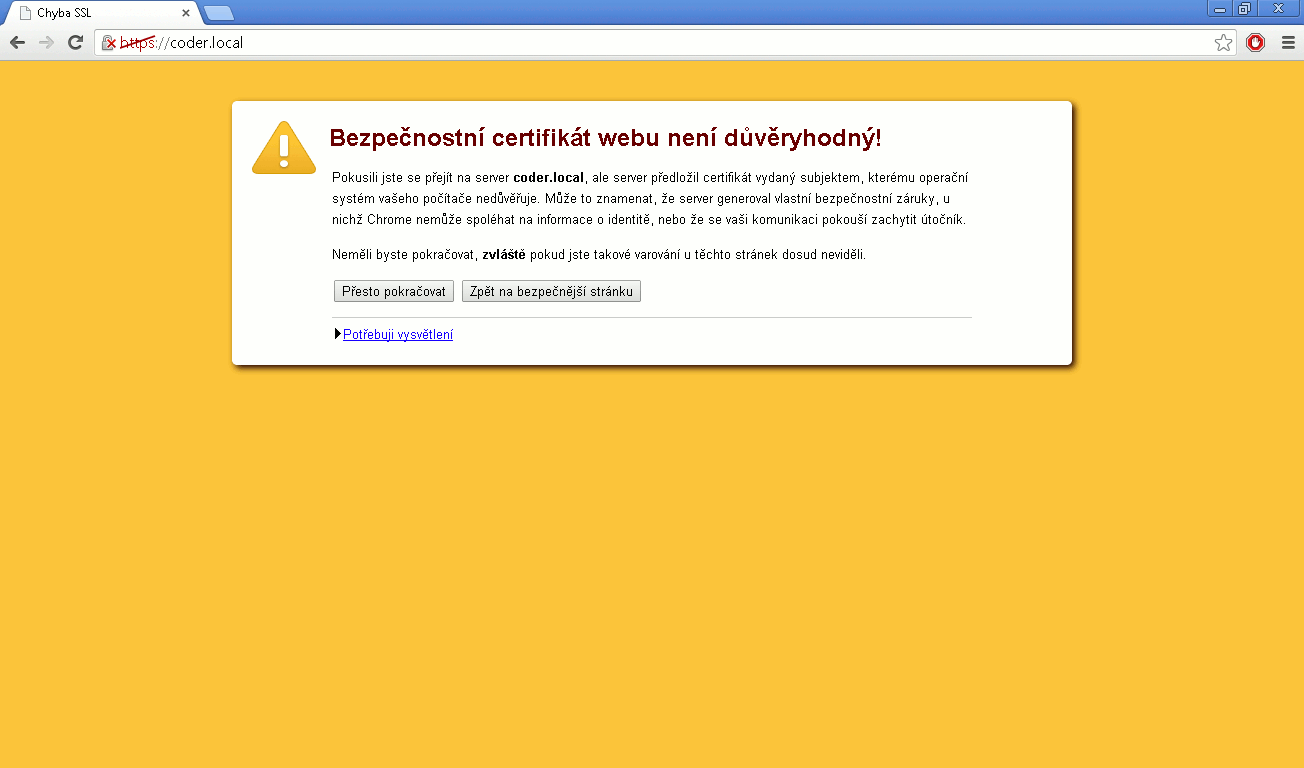 Chyba SSL
https://coder.local
Bezpečnostní certifikát webu není důvěryhodný!
Pokusili jste se přejít na server coder.local, ale server předložil certifikát vydaný subjektem, kterému operační
systém vašeho počítače nedůvěřuje. Může to znamenat, že server generoval vlastní bezpečnostní záruky, u
nichž Chrome nemůže spoléhat na informace o identitě, nebo že se vaši komunikaci pokouší zachytit útočník.
Neměli byste pokračovat, zvláště pokud jste takové varování u těchto stránek dosud neviděli.
Přesto pokračovat Zpět na bezpečnější stránku
Potřebuji vysvětlení